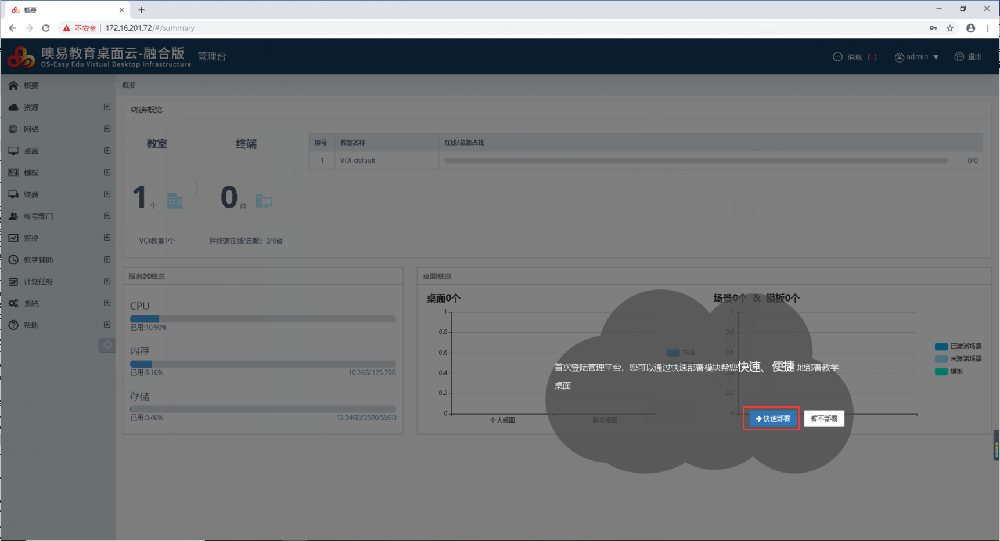 概要
不安全 172.16.201.72/#/summary
噢易教育桌面云-融合版 管理台
OS-Easy Edu Virtual Desktop Infrastructure
消息
admin
退出
概要
资源
网络
桌面
模板
终端
帐号部门
监控
教学辅助
计划任务
系统
帮助
概要
终端概览
教室
终端
1 个
0 台
VOI教室1个
胖终端在线/总数：0/0台
序号 教室名称 在线/总数占比
1 VOI-default 0/0
服务器概览
CPU
已用:10.90%
内存
已用:8.16% 10.26G/125.70G
存储
已用:0.46% 12.04GB/2590.55GB
桌面概览
桌面0个
1
0.8
0.6
0.4
0.2
0
个人桌面 教学桌面
在线
场景0个 & 模板0个
1
0.8
0.6
0.4
0.2
0
已激活场景
未激活场景
模板
首次登陆管理平台，您可以通过快速部署模块帮您快速、便捷 地部署教学
桌面
快速部署
暂不部署